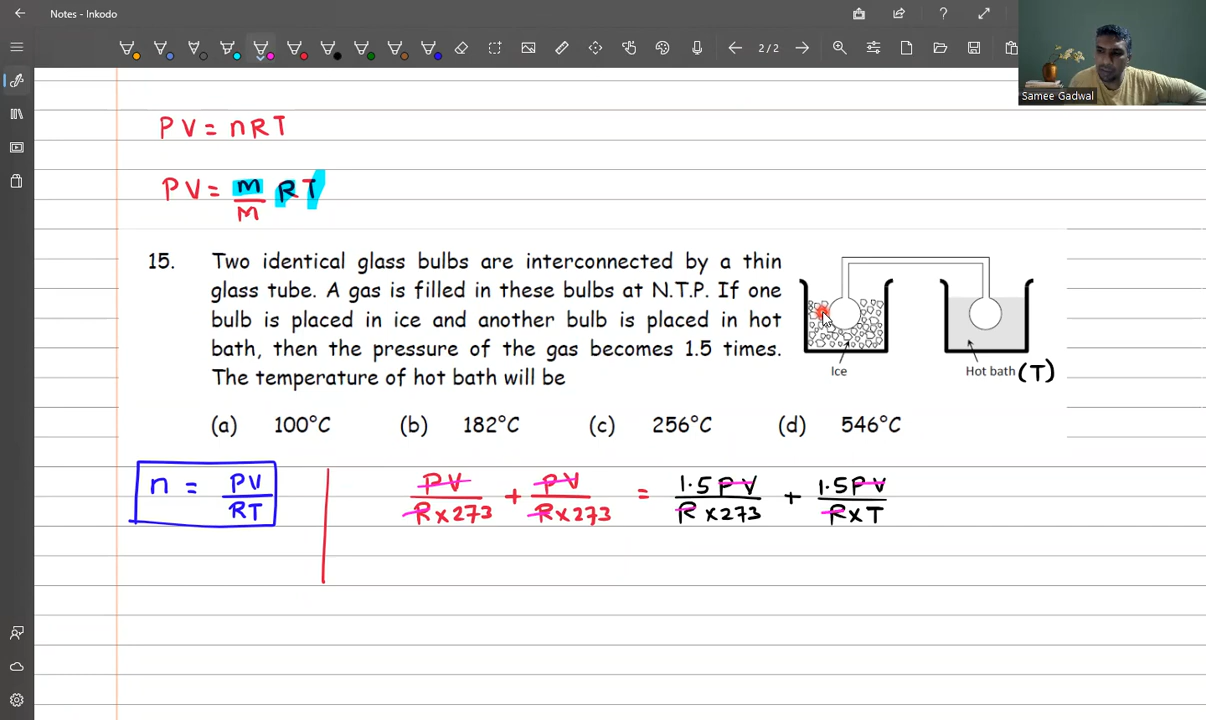 Notes - Inkodo
2/2
Samee Gadwal
PV = nRT
PV = m/M RT
15. Two identical glass bulbs are interconnected by a thin
glass tube. A gas is filled in these bulbs at N.T.P. If one
bulb is placed in ice and another bulb is placed in hot
bath, then the pressure of the gas becomes 1.5 times.
The temperature of hot bath will be
Ice
Hot bath (T)
(a) 100°C (b) 182°C (c) 256°C (d) 546°C
n = PV/RT
PV/R×273 + PV/R×273 = 1.5PV/R×273 + 1.5PV/R×T